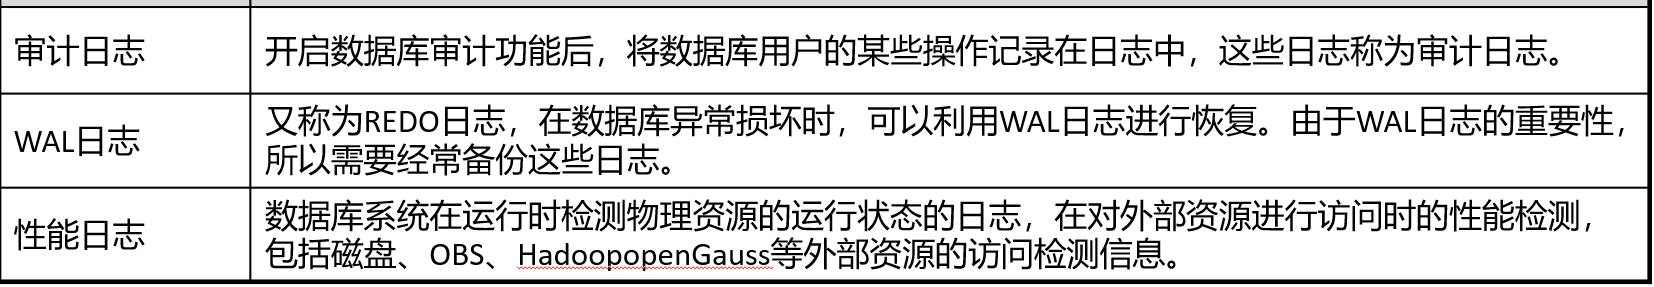 审计日志
开启数据库审计功能后，将数据库用户的某些操作记录在日志中，这些日志称为审计日志。
WAL日志
又称为REDO日志，在数据库异常损坏时，可以利用WAL日志进行恢复。由于WAL日志的重要性，
所以需要经常备份这些日志。
性能日志
数据库系统在运行时检测物理资源的运行状态的日志，在对外部资源进行访问时的性能检测，
包括磁盘、OBS、HadoopopenGauss等外部资源的访问检测信息。